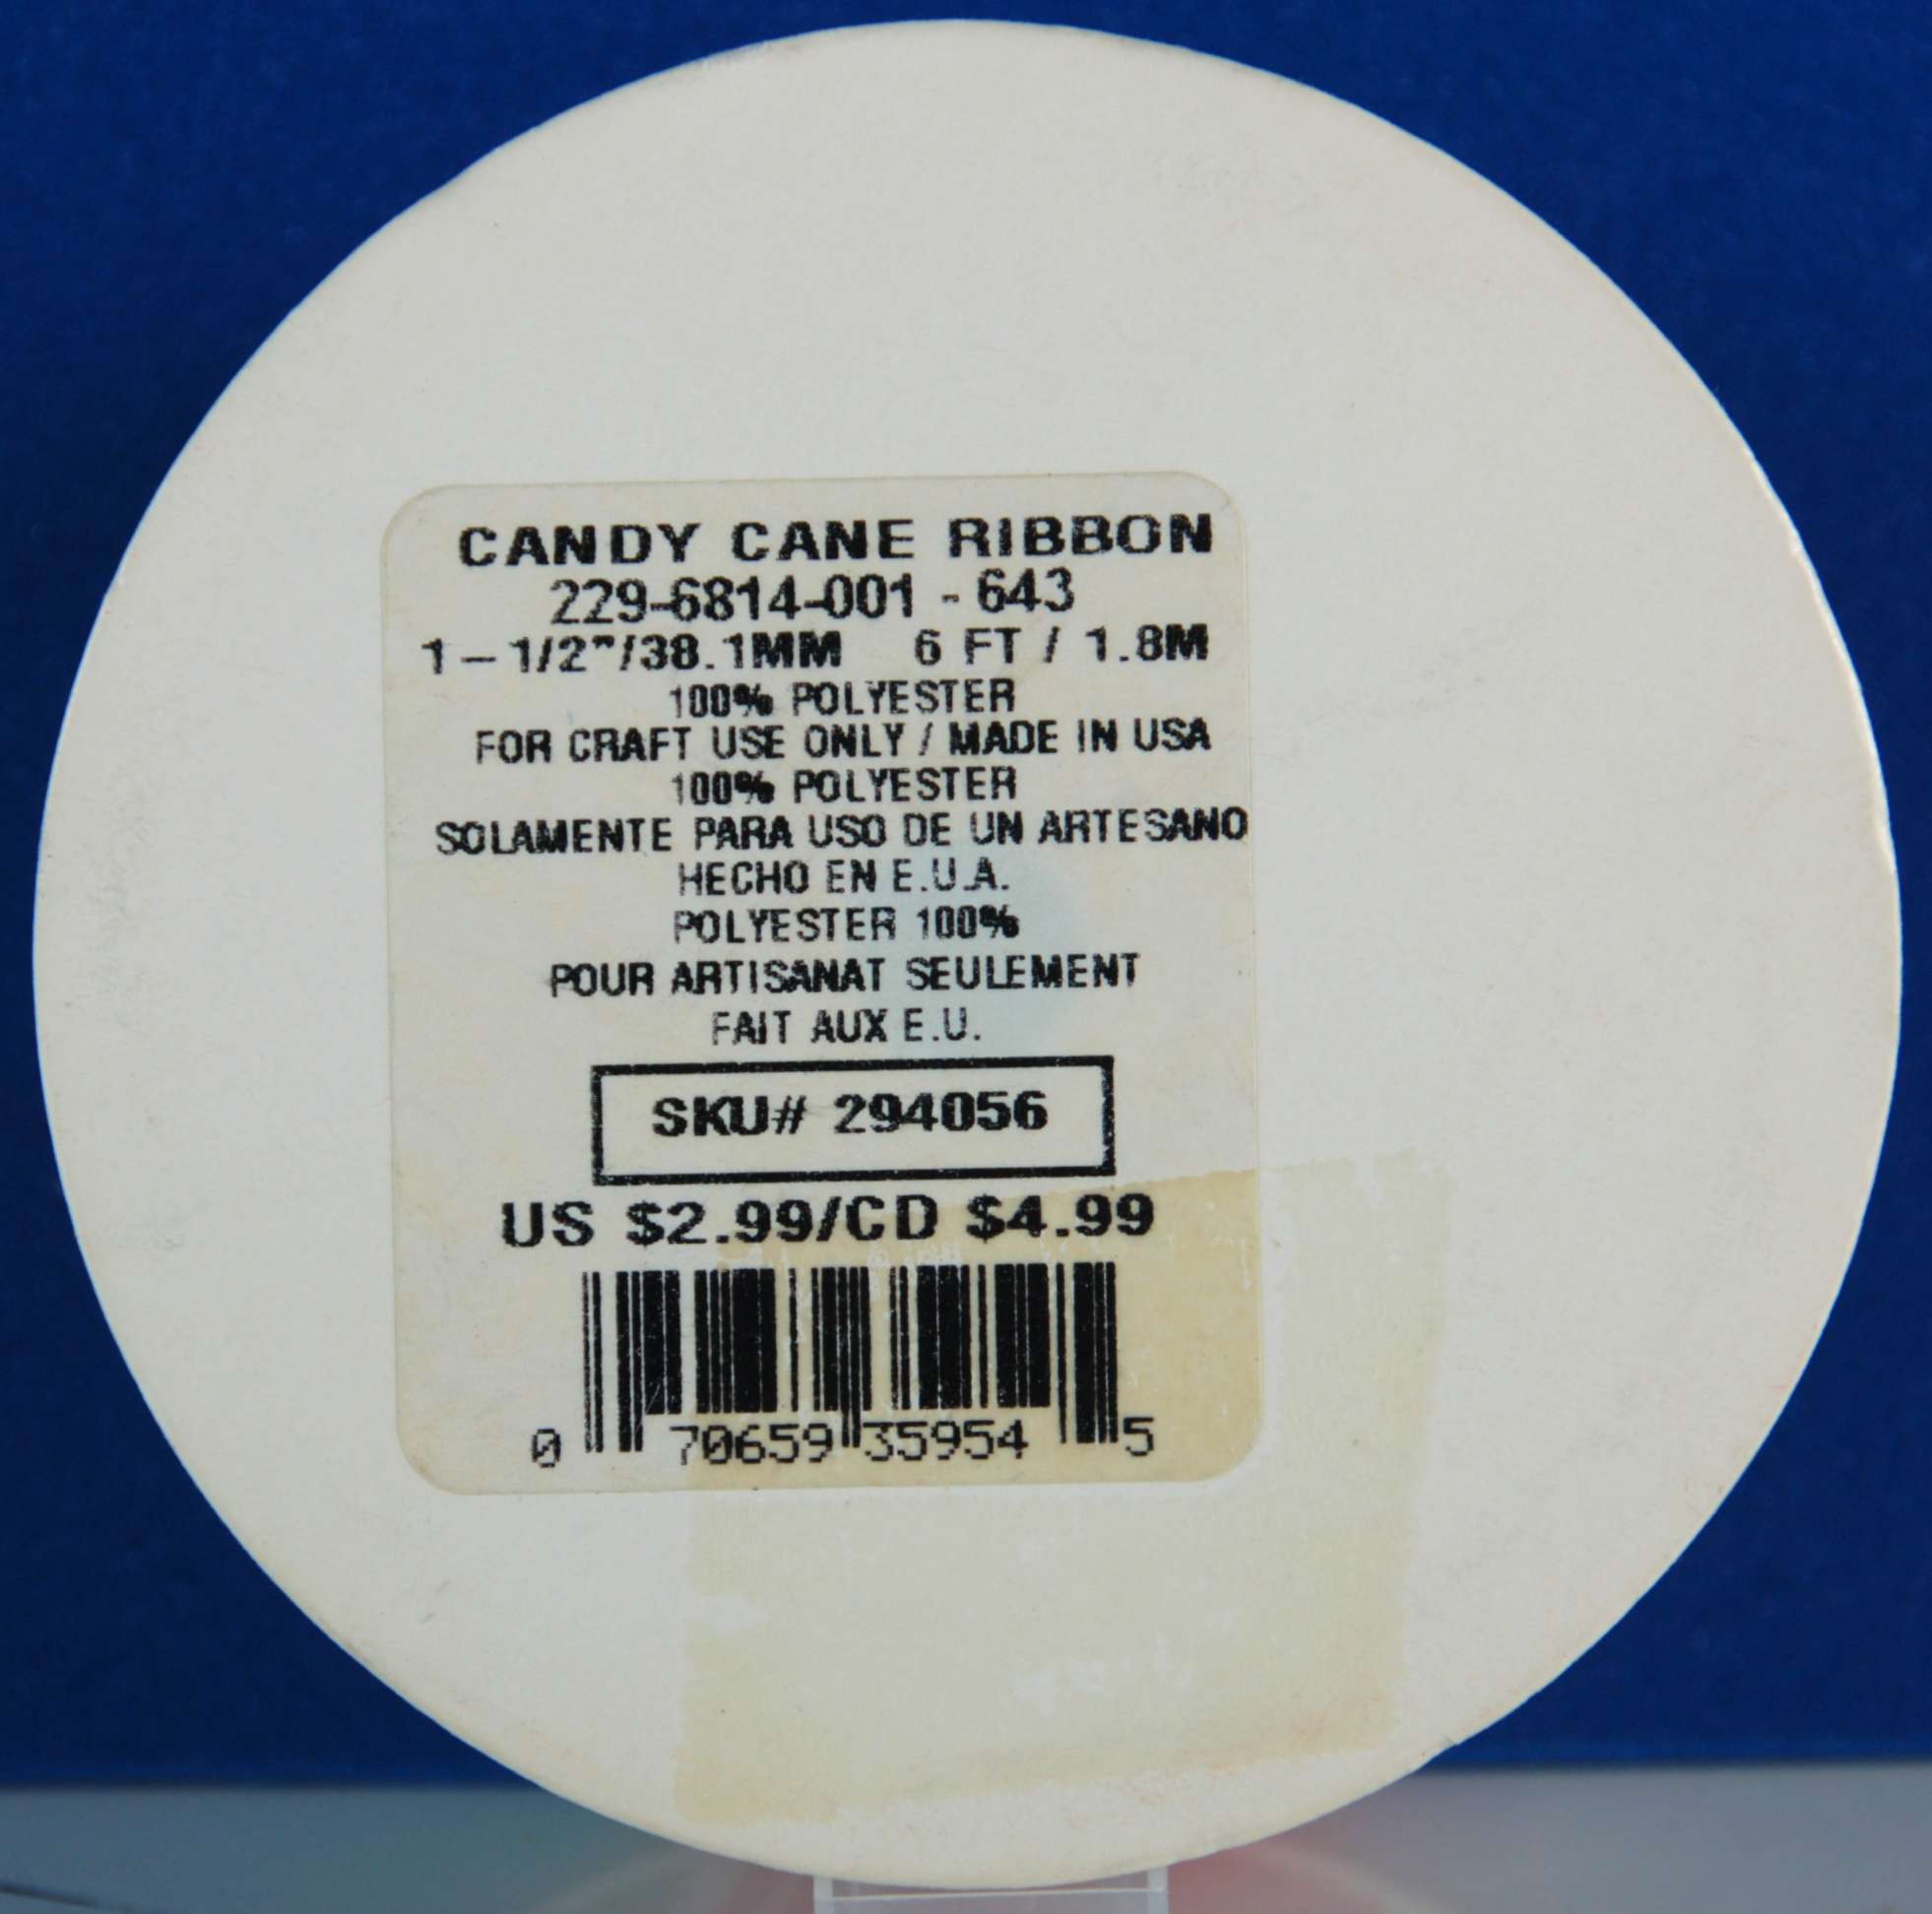 CANDY CANE RIBBON
229-6814-001 - 643
1-1/2"/38.1MM 6 FT / 1.8M
100% POLYESTER
FOR CRAFT USE ONLY / MADE IN USA
100% POLYESTER
SOLAMENTE PARA USO DE UN ARTESANO
HECHO EN E.U.A.
POLYESTER 100%
POUR ARTISANAT SEULEMENT
FAIT AUX E.U.
SKU# 294056
US $2.99/CD $4.99
0 70659 35954 5